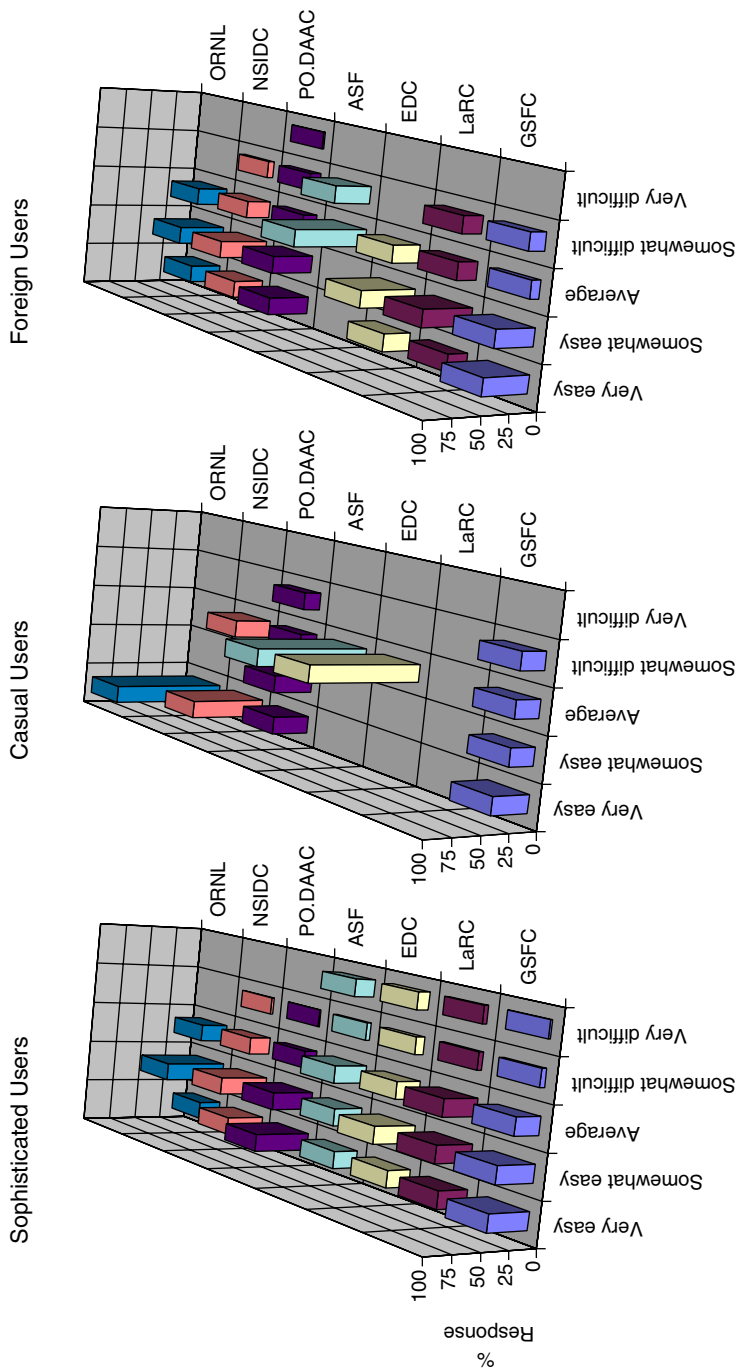 Sophisticated Users
Casual Users
Foreign Users
%
Response
100
75
50
25
0
ORNL
NSIDC
PO.DAAC
ASF
EDC
LaRC
GSFC
Very easy
Somewhat easy
Average
Somewhat difficult
Very difficult
100
75
50
25
0
ORNL
NSIDC
PO.DAAC
ASF
EDC
LaRC
GSFC
Very easy
Somewhat easy
Average
Somewhat difficult
Very difficult
100
75
50
25
0
ORNL
NSIDC
PO.DAAC
ASF
EDC
LaRC
GSFC
Very easy
Somewhat easy
Average
Somewhat difficult
Very difficult